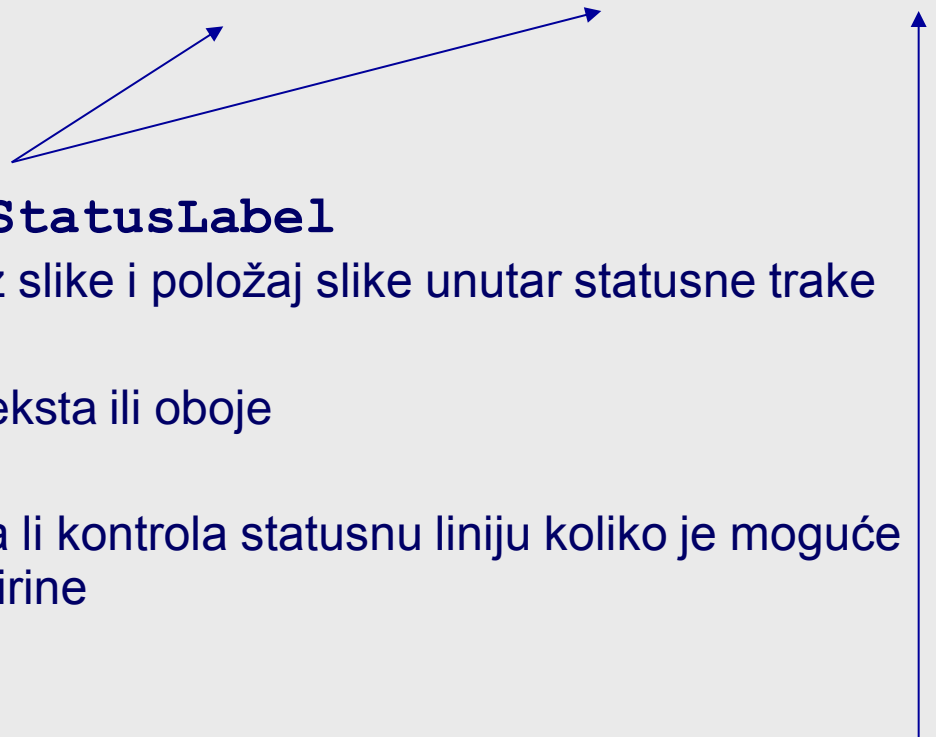 StatusLabel
z slike i položaj slike unutar statusne trake
eksta ili oboje
a li kontrola statusnu liniju koliko je moguće
irine